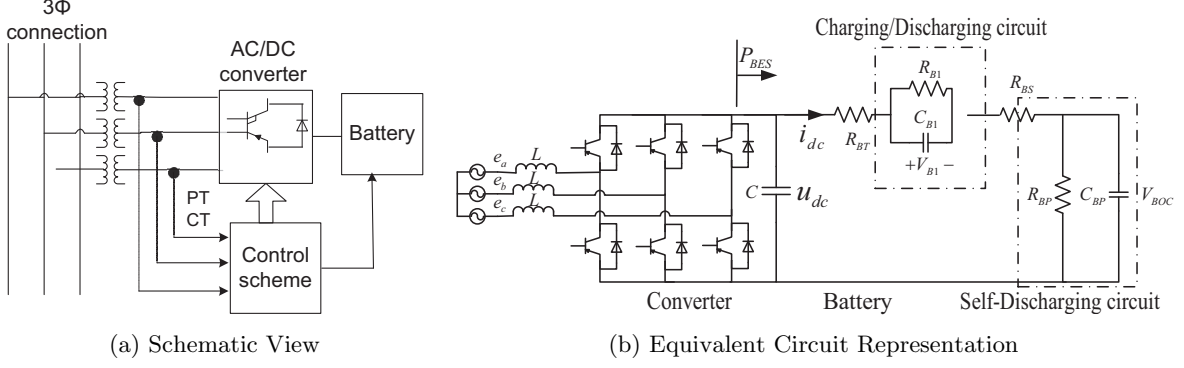 3Φ
connection
AC/DC
converter
Battery
PT
CT
Control
scheme
(a) Schematic View
Charging/Discharging circuit
P_BES
R_B1
C_B1
+V_B1 −
R_BS
i_dc
R_BT
e_a L
e_b L
e_c L
C
u_dc
R_BP
C_BP
V_BOC
Converter
Battery
Self-Discharging circuit
(b) Equivalent Circuit Representation